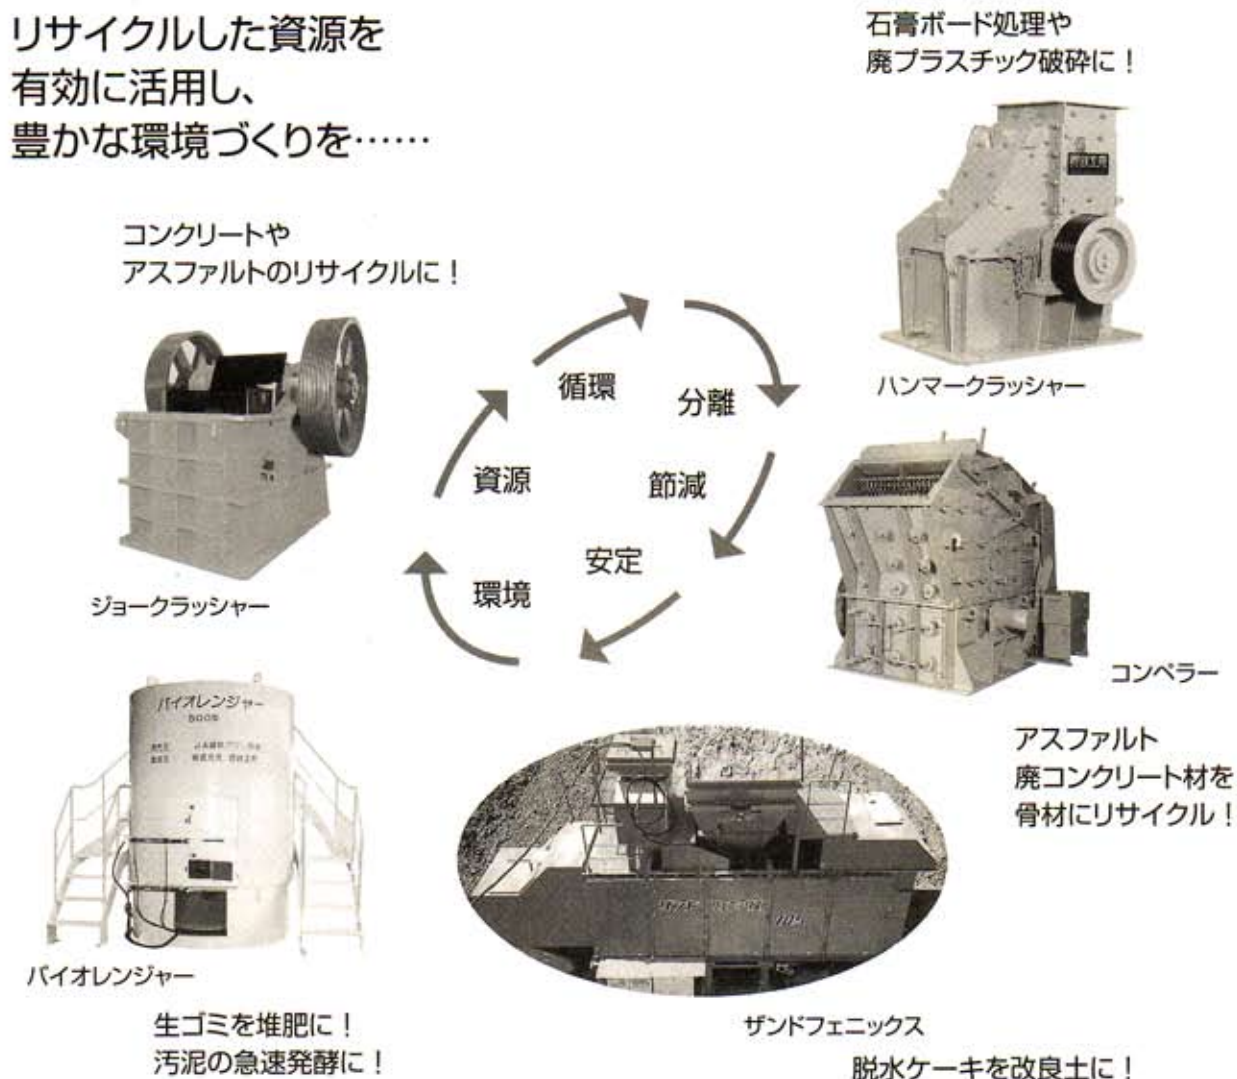 リサイクルした資源を
有効に活用し、
豊かな環境づくりを……
石膏ボード処理や
廃プラスチック破砕に！
ハンマークラッシャー
コンクリートや
アスファルトのリサイクルに！
ジョークラッシャー
循環
分離
資源
節減
安定
環境
コンペラー
アスファルト
廃コンクリート材を
骨材にリサイクル！
バイオレンジャー
バイオレンジャー
生ゴミを堆肥に！
汚泥の急速発酵に！
ザンドフェニックス
脱水ケーキを改良土に！